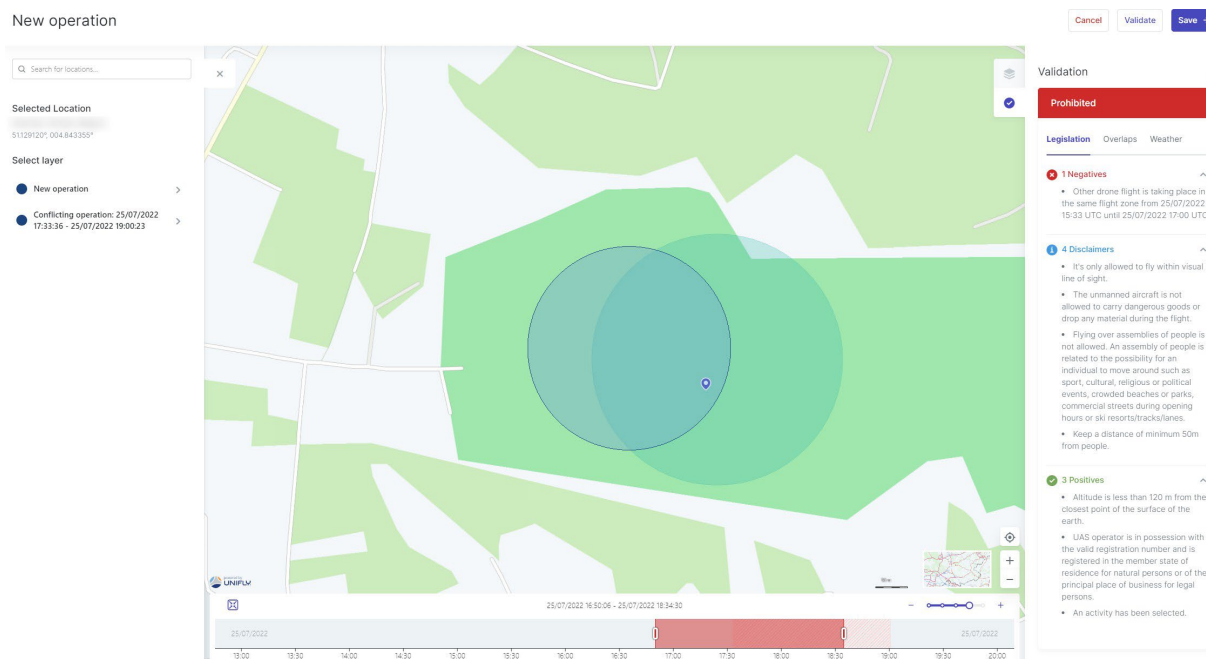 New operation
Cancel
Validate
Save
Search for locations...
Selected Location
51.129120°, 004.843355°
Select layer
New operation
Conflicting operation: 25/07/2022
17:33:36 - 25/07/2022 19:00:23
Validation
Prohibited
Legislation Overlaps Weather
1 Negatives
• Other drone flight is taking place in
the same flight zone from 25/07/2022
15:33 UTC until 25/07/2022 17:00 UTC
4 Disclaimers
• It's only allowed to fly within visual
line of sight.
• The unmanned aircraft is not
allowed to carry dangerous goods or
drop any material during the flight.
• Flying over assemblies of people is
not allowed. An assembly of people is
related to the possibility for an
individual to move around such as
sport, cultural, religious or political
events, crowded beaches or parks,
commercial streets during opening
hours or ski resorts/tracks/lanes.
• Keep a distance of minimum 50m
from people.
3 Positives
• Altitude is less than 120 m from the
closest point of the surface of the
earth.
• UAS operator is in possession with
the valid registration number and is
registered in the member state of
residence for natural persons or of the
principal place of business for legal
persons.
• An activity has been selected.
powered by
UNIFLY
25/07/2022 16:50:06 - 25/07/2022 18:34:30
25/07/2022
25/07/2022
13:00 13:30 14:00 14:30 15:00 15:30 16:00 16:30 17:00 17:30 18:00 18:30 19:00 19:30 20:00